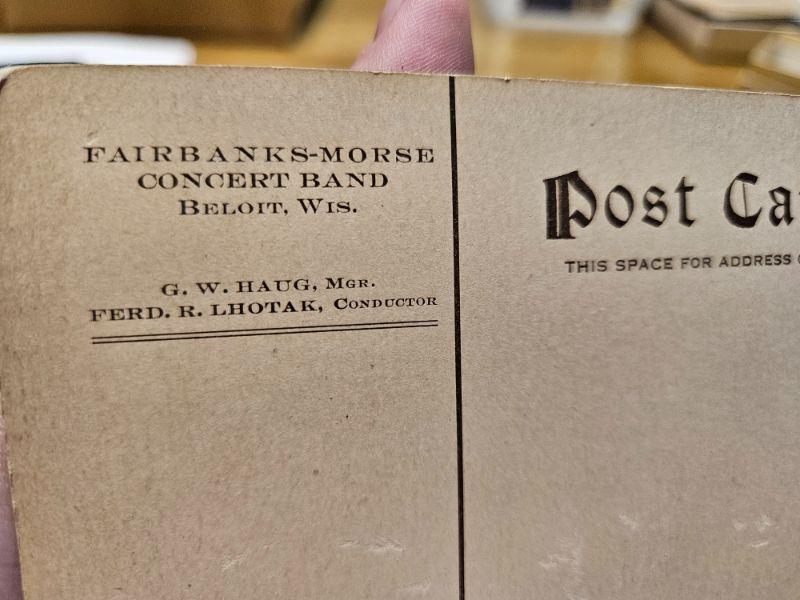 FAIRBANKS-MORSE
CONCERT BAND
BELOIT, WIS.
G. W. HAUG, MGR.
FERD. R. LHOTAK, CONDUCTOR
Post
THIS SPACE FOR ADDRESS